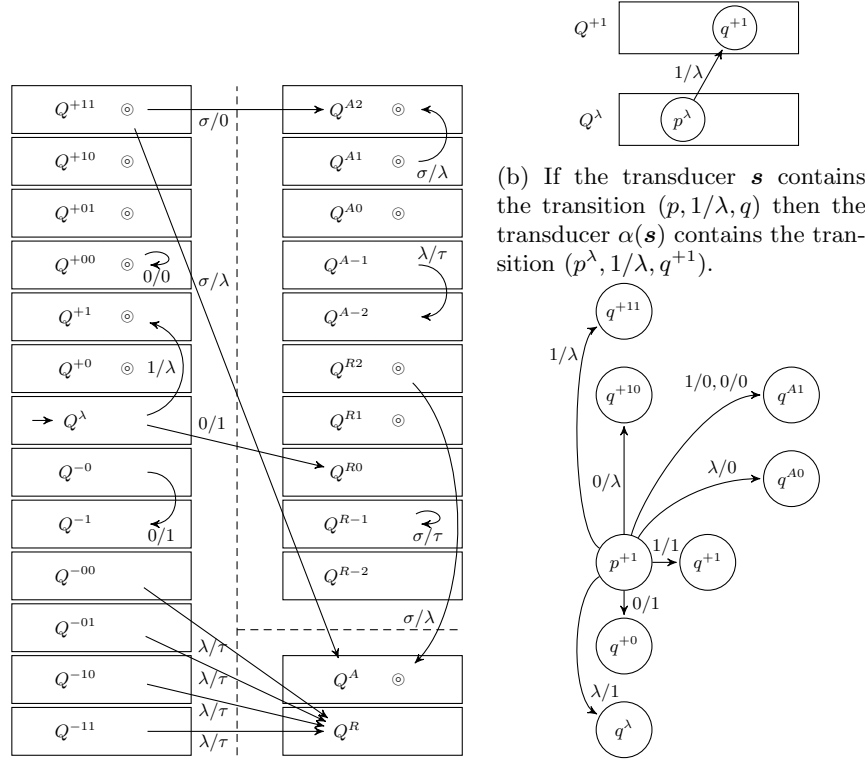 Q^{+11} ◎
Q^{+10} ◎
Q^{+01} ◎
Q^{+00} ◎
0/0
Q^{+1} ◎
Q^{+0} ◎
1/λ
Q^λ
Q^{−0}
Q^{−1}
0/1
Q^{−00}
Q^{−01}
Q^{−10}
Q^{−11}
σ/0
σ/λ
0/1
λ/τ
λ/τ
λ/τ
λ/τ
Q^{A2} ◎
Q^{A1} ◎
σ/λ
Q^{A0} ◎
Q^{A−1}
λ/τ
Q^{A−2}
Q^{R2} ◎
Q^{R1} ◎
Q^{R0}
Q^{R−1}
σ/τ
Q^{R−2}
σ/λ
Q^A ◎
Q^R
Q^{+1}
q^{+1}
1/λ
Q^λ
p^λ
(b) If the transducer s contains
the transition (p, 1/λ, q) then the
transducer α(s) contains the tran-
sition (p^λ, 1/λ, q^{+1}).
q^{+11}
1/λ
q^{+10}
1/0, 0/0
q^{A1}
0/λ
λ/0
q^{A0}
p^{+1}
1/1
q^{+1}
0/1
q^{+0}
λ/1
q^λ